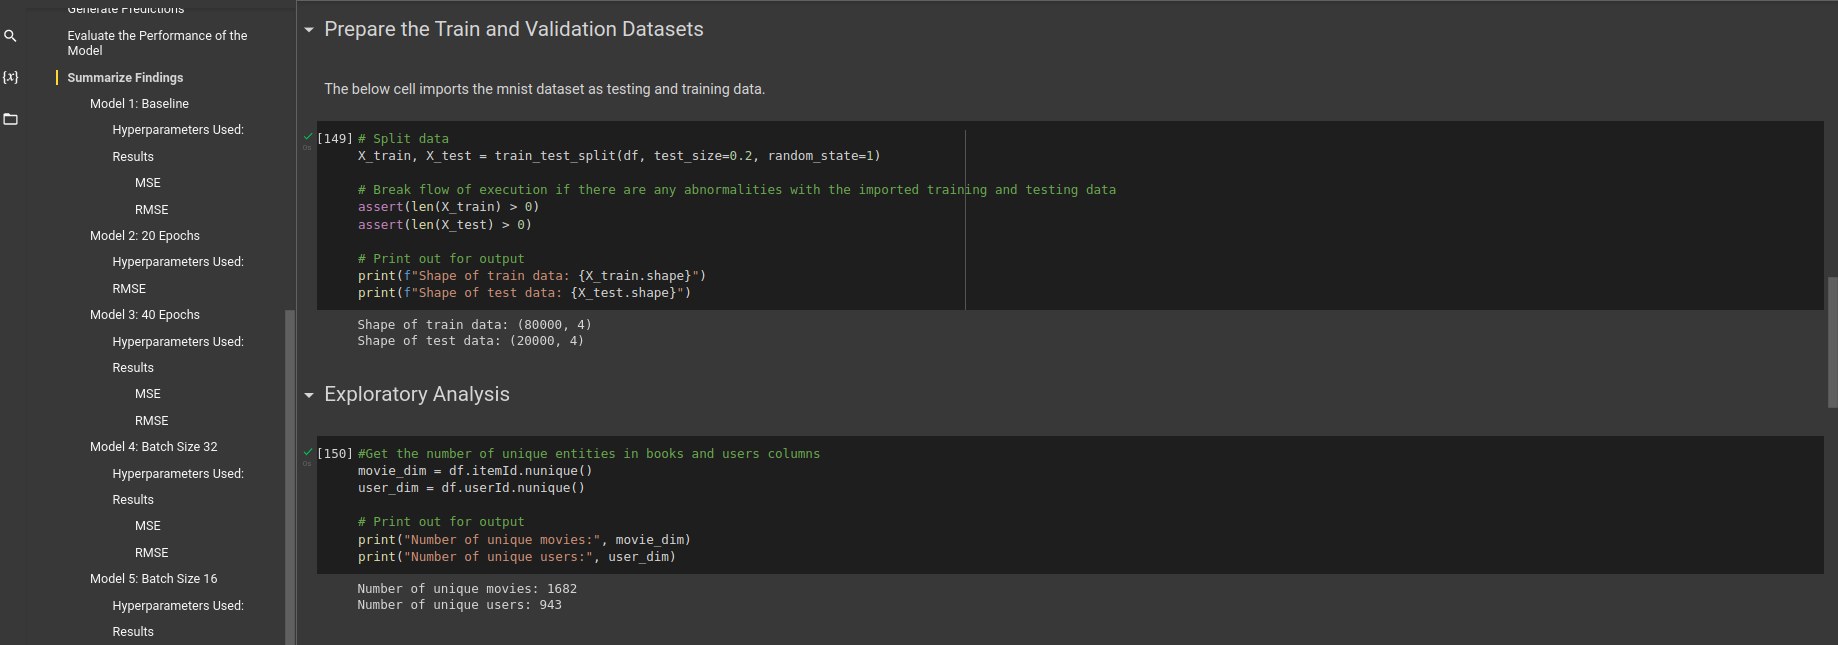 Generate Predictions
Evaluate the Performance of the
Model
{x}
Summarize Findings
Model 1: Baseline
Hyperparameters Used:
Results
MSE
RMSE
Model 2: 20 Epochs
Hyperparameters Used:
RMSE
Model 3: 40 Epochs
Hyperparameters Used:
Results
MSE
RMSE
Model 4: Batch Size 32
Hyperparameters Used:
Results
MSE
RMSE
Model 5: Batch Size 16
Hyperparameters Used:
Results
Prepare the Train and Validation Datasets
The below cell imports the mnist dataset as testing and training data.
0s
[149] # Split data
X_train, X_test = train_test_split(df, test_size=0.2, random_state=1)
# Break flow of execution if there are any abnormalities with the imported training and testing data
assert(len(X_train) > 0)
assert(len(X_test) > 0)
# Print out for output
print(f"Shape of train data: {X_train.shape}")
print(f"Shape of test data: {X_test.shape}")
Shape of train data: (80000, 4)
Shape of test data: (20000, 4)
Exploratory Analysis
0s
[150] #Get the number of unique entities in books and users columns
movie_dim = df.itemId.nunique()
user_dim = df.userId.nunique()
# Print out for output
print("Number of unique movies:", movie_dim)
print("Number of unique users:", user_dim)
Number of unique movies: 1682
Number of unique users: 943